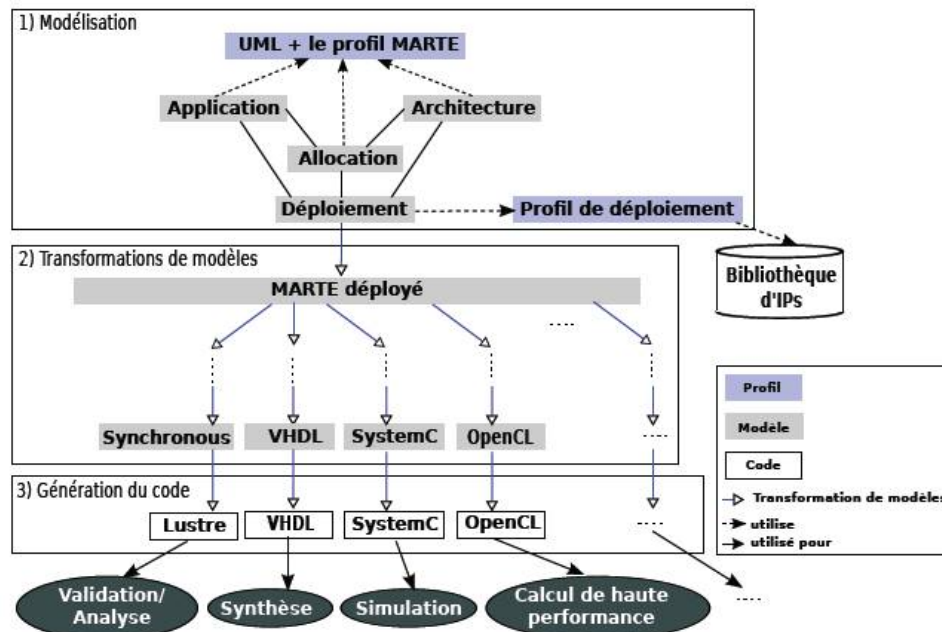 1) Modélisation
UML + le profil MARTE
Application
Architecture
Allocation
Déploiement
Profil de déploiement
Bibliothèque
d'IPs
2) Transformations de modèles
MARTE déployé
Synchronous
VHDL
SystemC
OpenCL
3) Génération du code
Lustre
VHDL
SystemC
OpenCL
Validation/
Analyse
Synthèse
Simulation
Calcul de haute
performance
Profil
Modèle
Code
Transformation de modèles
utilise
utilisé pour